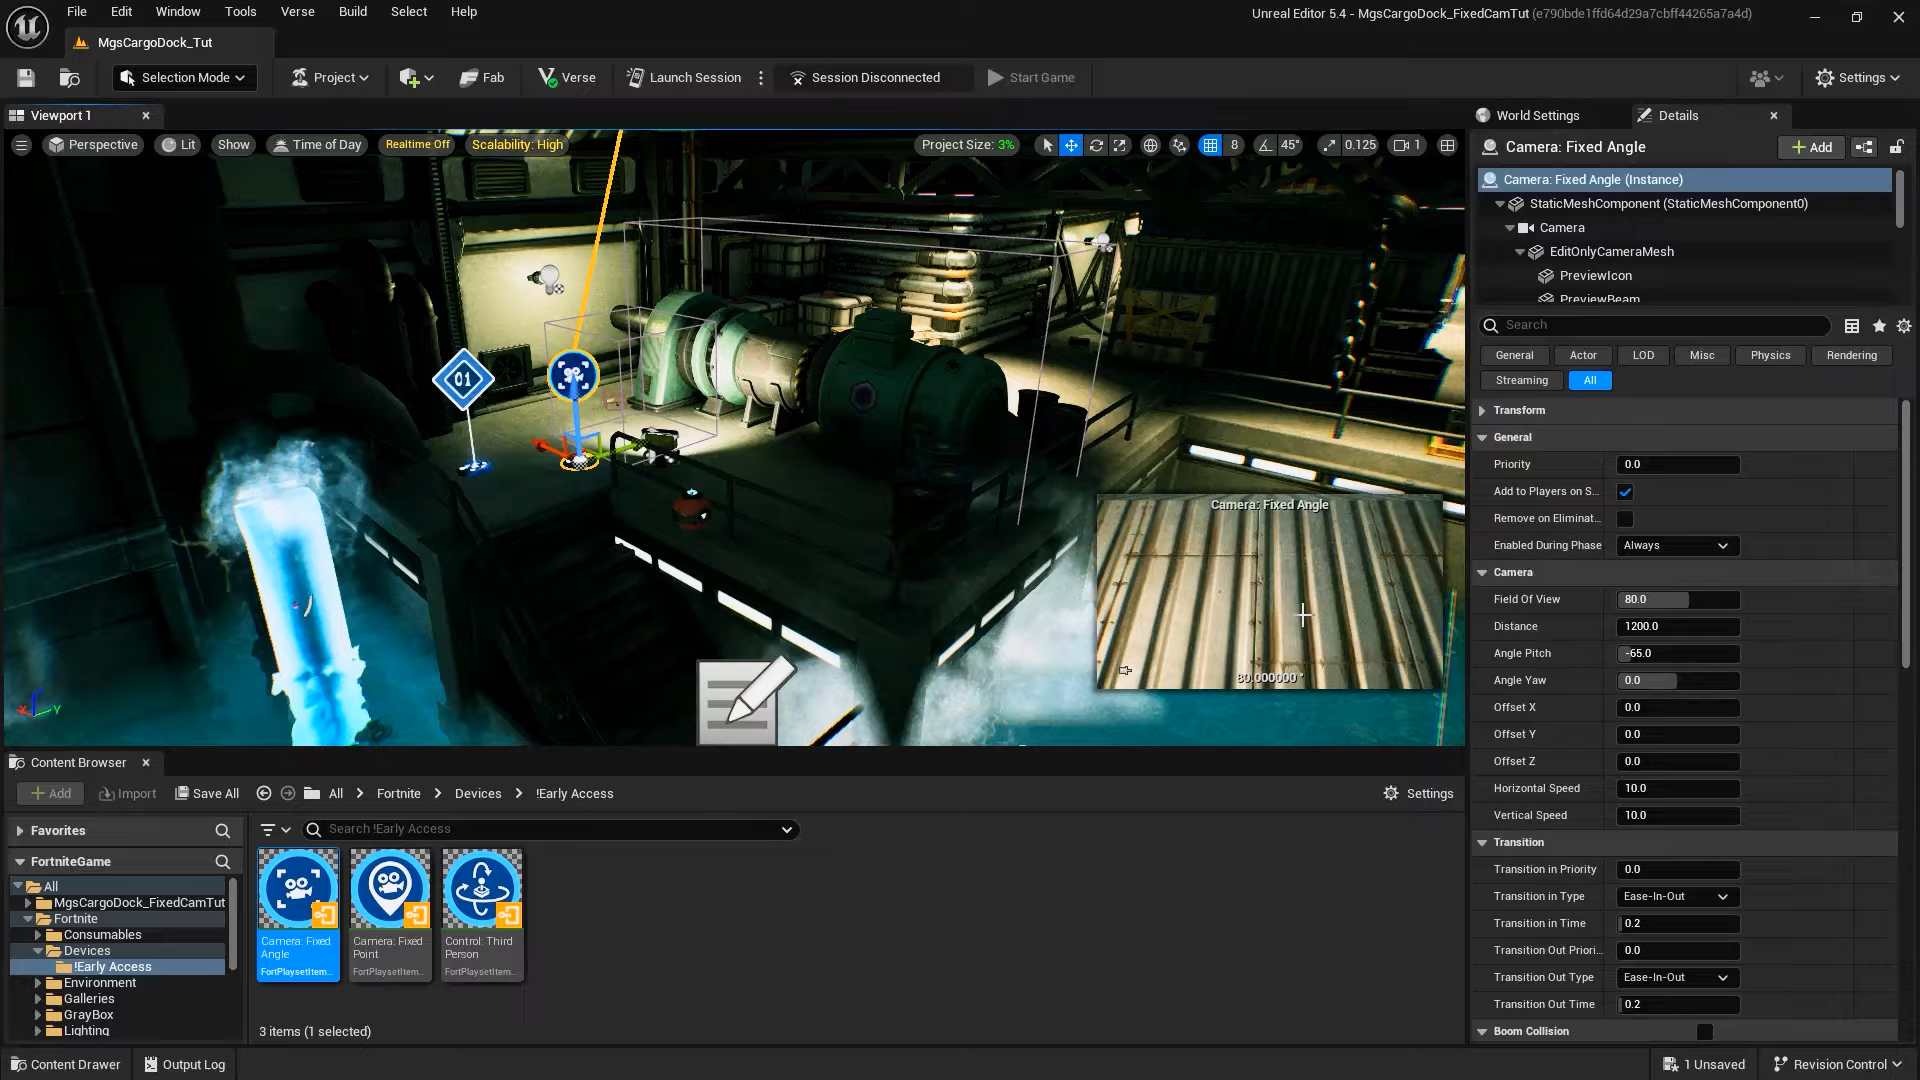 File Edit Window Tools Verse Build Select Help
Unreal Editor 5.4 - MgsCargoDock_FixedCamTut (e790bde1ffd64d29a7cbff44265a7a4d)
MgsCargoDock_Tut
Selection Mode Project Fab Verse Launch Session Session Disconnected Start Game Settings
Viewport 1
World Settings Details
Perspective Lit Show Time of Day Realtime Off Scalability: High Project Size: 3% 8 45° 0.125 1
Camera: Fixed Angle Add
Camera: Fixed Angle (Instance)
StaticMeshComponent (StaticMeshComponent0)
Camera
EditOnlyCameraMesh
PreviewIcon
PreviewBeam
Search
General Actor LOD Misc Physics Rendering
Streaming All
Transform
General
Priority 0.0
Add to Players on S...
Remove on Eliminat...
Enabled During Phase Always
Camera
Field Of View 80.0
Distance 1200.0
Angle Pitch -65.0
Angle Yaw 0.0
Offset X 0.0
Offset Y 0.0
Offset Z 0.0
Horizontal Speed 10.0
Vertical Speed 10.0
Transition
Transition in Priority 0.0
Transition in Type Ease-In-Out
Transition in Time 0.2
Transition Out Priori... 0.0
Transition Out Type Ease-In-Out
Transition Out Time 0.2
Boom Collision
01
Camera: Fixed Angle
80.000000 °
X Y
Content Browser
Add Import Save All All Fortnite Devices !Early Access Settings
Favorites
Search !Early Access
FortniteGame
All
MgsCargoDock_FixedCamTut
Fortnite
Consumables
Devices
!Early Access
Environment
Galleries
GrayBox
Lighting
Camera: Fixed Angle
FortPlaysetItem...
Camera: Fixed Point
FortPlaysetItem...
Control: Third Person
FortPlaysetItem...
3 items (1 selected)
Content Drawer Output Log 1 Unsaved Revision Control